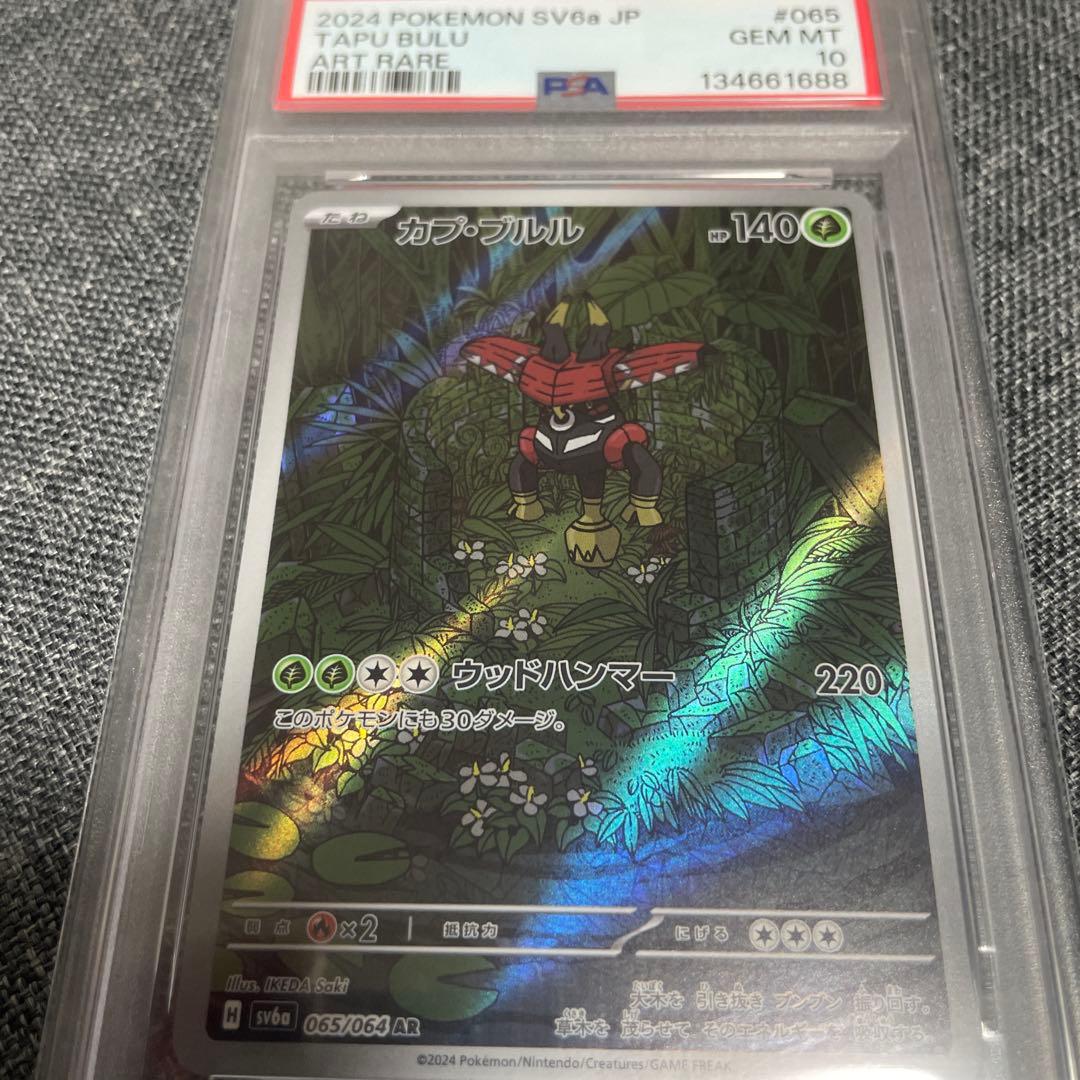 2024 POKEMON SV6a JP #065
TAPU BULU GEM MT
ART RARE 10
PSA 134661688
たね カプ・ブルル HP 140
ウッドハンマー 220
このポケモンにも30ダメージ。
弱点 ×2 抵抗力 にげる
Illus. IKEDA Saki
大木を 引き抜き ブンブン 振り回す。
草木を 茂らせて そのエネルギーを 吸収する。
H sv6a 065/064 AR
©2024 Pokémon/Nintendo/Creatures/GAME FREAK